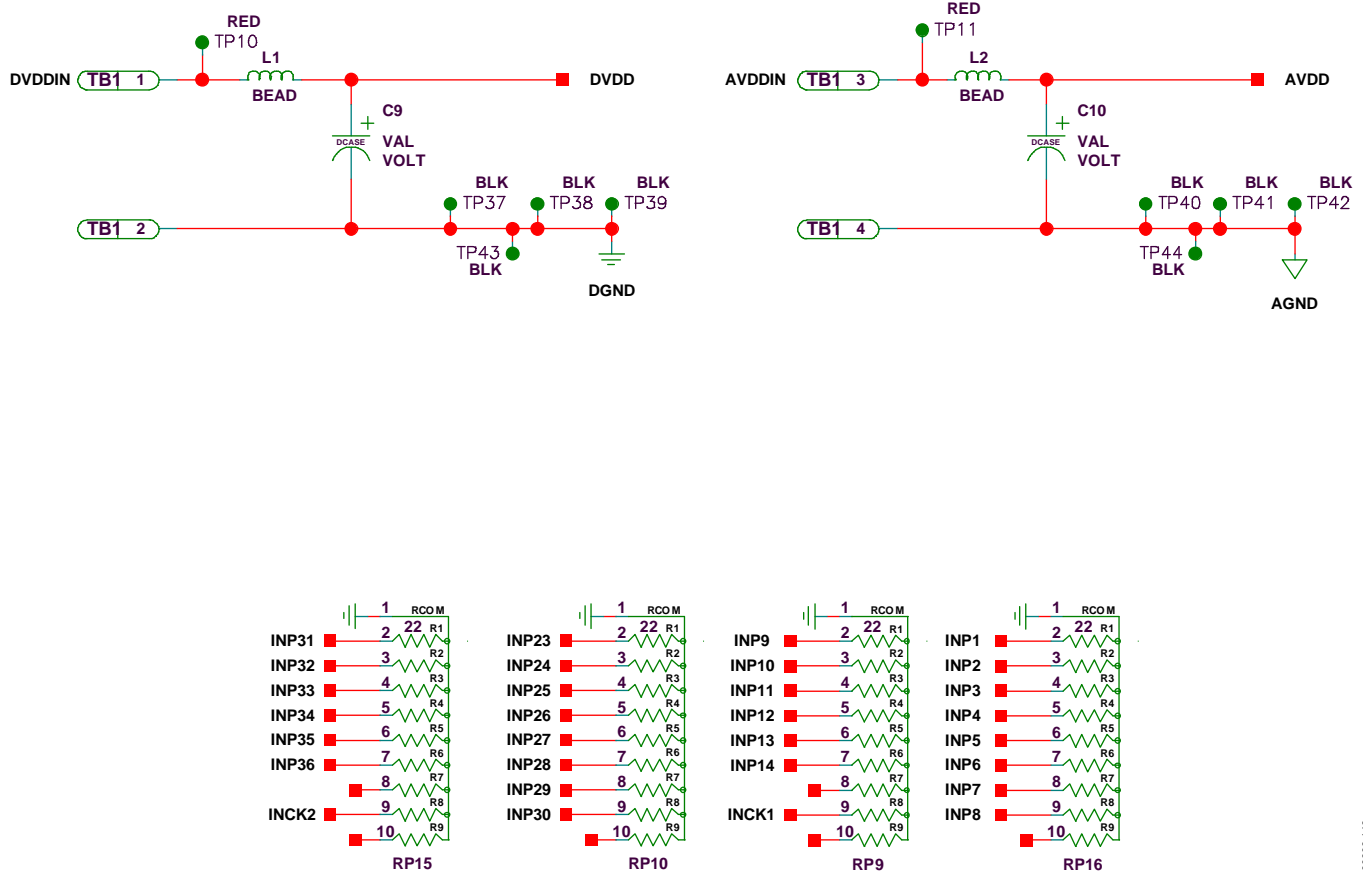 RED
TP10
L1
DVDDIN TB1 1
BEAD
DVDD
C9
+
DCASE
VAL
VOLT
BLK BLK BLK
TP37 TP38 TP39
TB1 2
TP43
BLK
DGND
RED
TP11
L2
AVDDIN TB1 3
BEAD
AVDD
C10
+
DCASE
VAL
VOLT
BLK BLK BLK
TP40 TP41 TP42
TB1 4
TP44
BLK
AGND
1 RCOM
22
INP31 2 R1
INP32 3 R2
INP33 4 R3
INP34 5 R4
INP35 6 R5
INP36 7 R6
8 R7
INCK2 9 R8
10 R9
RP15
1 RCOM
22
INP23 2 R1
INP24 3 R2
INP25 4 R3
INP26 5 R4
INP27 6 R5
INP28 7 R6
INP29 8 R7
INP30 9 R8
10 R9
RP10
1 RCOM
22
INP9 2 R1
INP10 3 R2
INP11 4 R3
INP12 5 R4
INP13 6 R5
INP14 7 R6
8 R7
INCK1 9 R8
10 R9
RP9
1 RCOM
22
INP1 2 R1
INP2 3 R2
INP3 4 R3
INP4 5 R4
INP5 6 R5
INP6 7 R6
INP7 8 R7
INP8 9 R8
10 R9
RP16